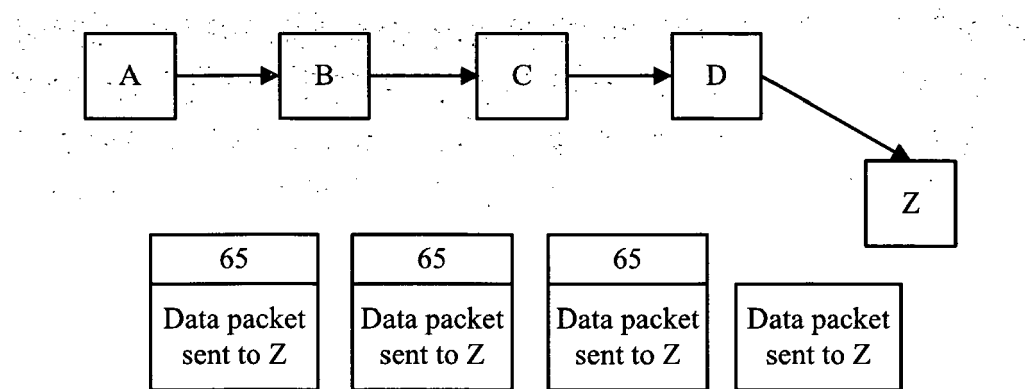 A
B
C
D
Z
65
65
65
Data packet
sent to Z
Data packet
sent to Z
Data packet
sent to Z
Data packet
sent to Z